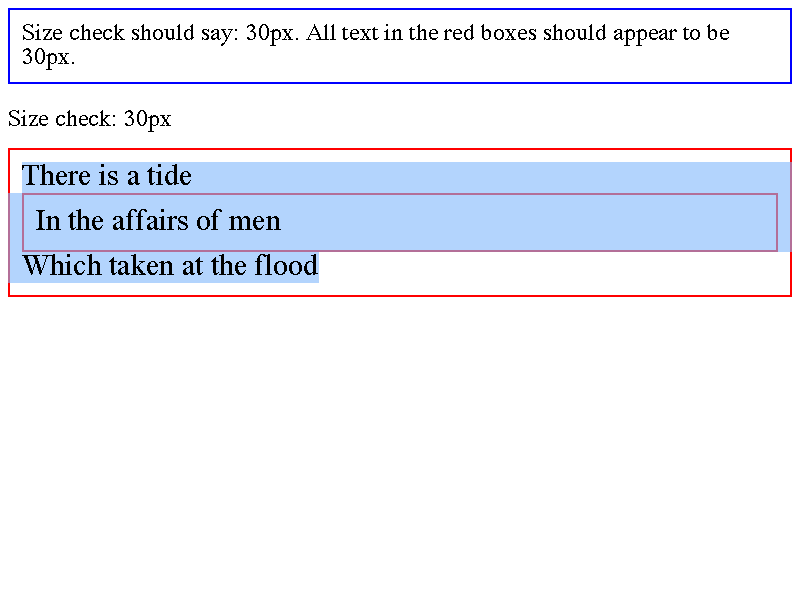 Size check should say: 30px. All text in the red boxes should appear to be
30px.
Size check: 30px
There is a tide
In the affairs of men
Which taken at the flood